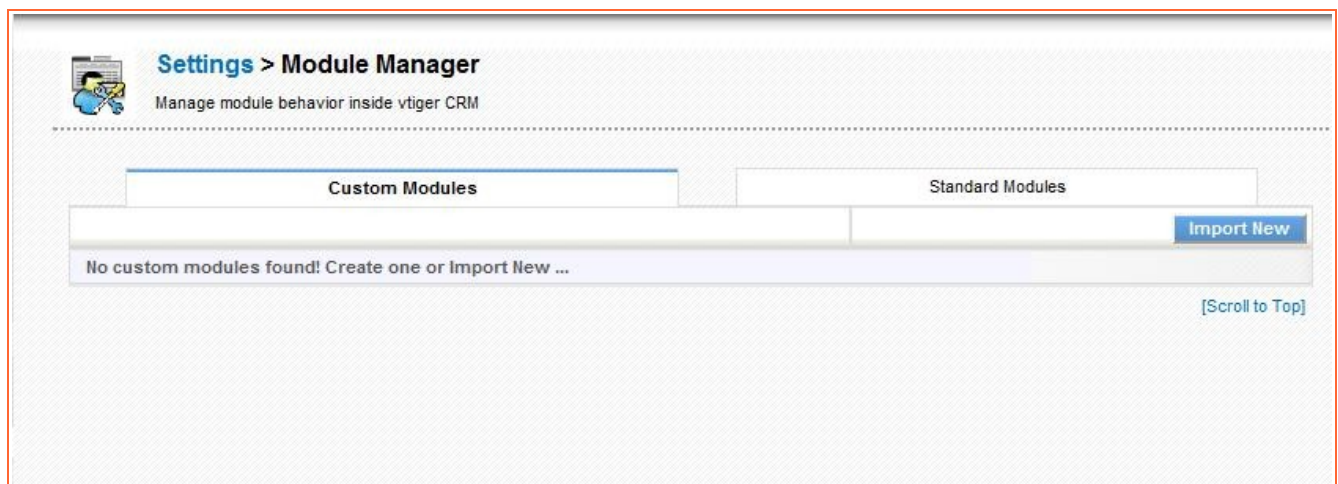 Settings > Module Manager
Manage module behavior inside vtiger CRM
Custom Modules
Standard Modules
Import New
No custom modules found! Create one or Import New ...
[Scroll to Top]